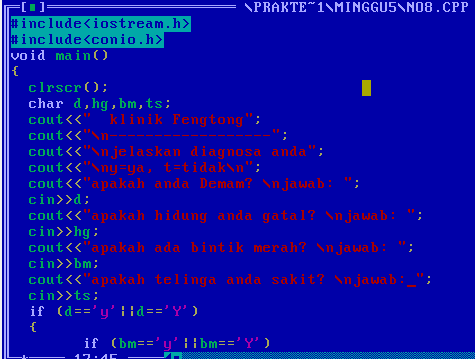 [■] \PRAKTE~1\MINGGU5\NO8.CPP
#include<iostream.h>
#include<conio.h>
void main()
{
clrscr();
char d,hg,bm,ts;
cout<<"  klinik Fengtong";
cout<<"\n------------------";
cout<<"\njelaskan diagnosa anda";
cout<<"\ny=ya, t=tidak\n";
cout<<"apakah anda Demam? \njawab: ";
cin>>d;
cout<<"apakah hidung anda gatal? \njawab: ";
cin>>hg;
cout<<"apakah ada bintik merah? \njawab: ";
cin>>bm;
cout<<"apakah telinga anda sakit? \njawab:_";
cin>>ts;
if (d=='y'||d=='Y')
{
if (bm=='y'||bm=='Y')